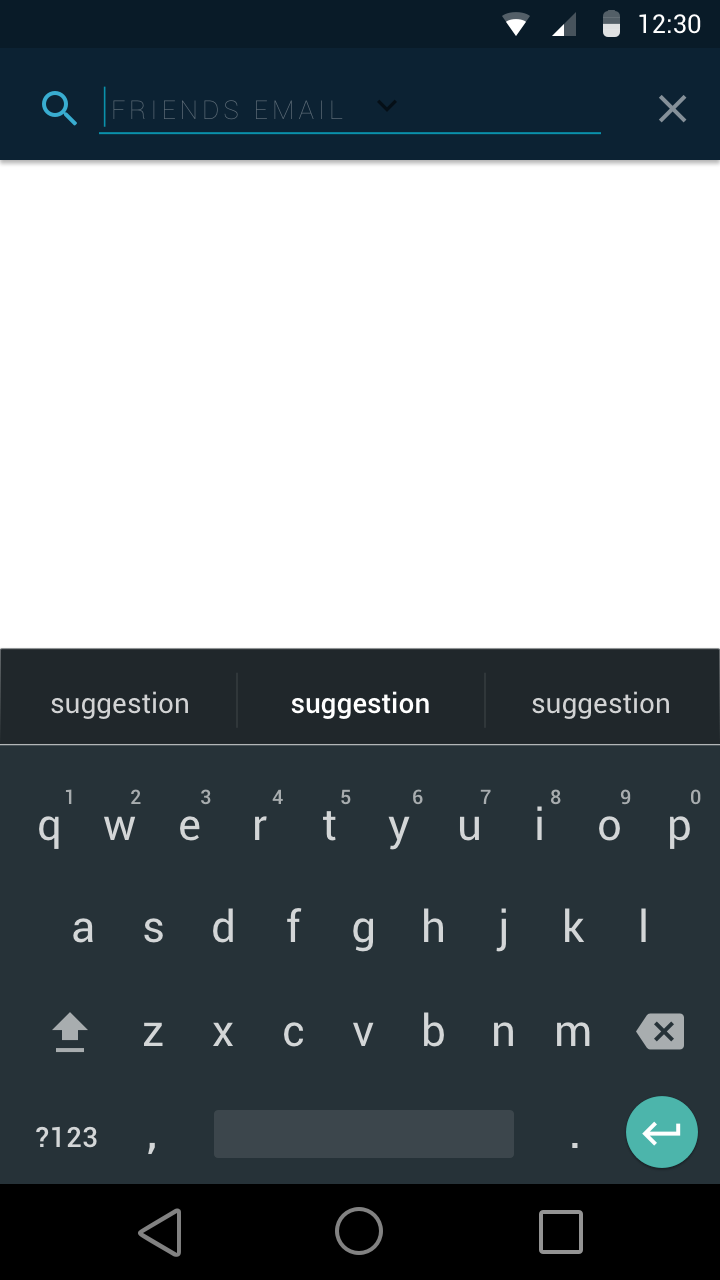 12:30
FRIENDS EMAIL
suggestion suggestion suggestion
1 2 3 4 5 6 7 8 9 0
q w e r t y u i o p
a s d f g h j k l
z x c v b n m
?123 , .